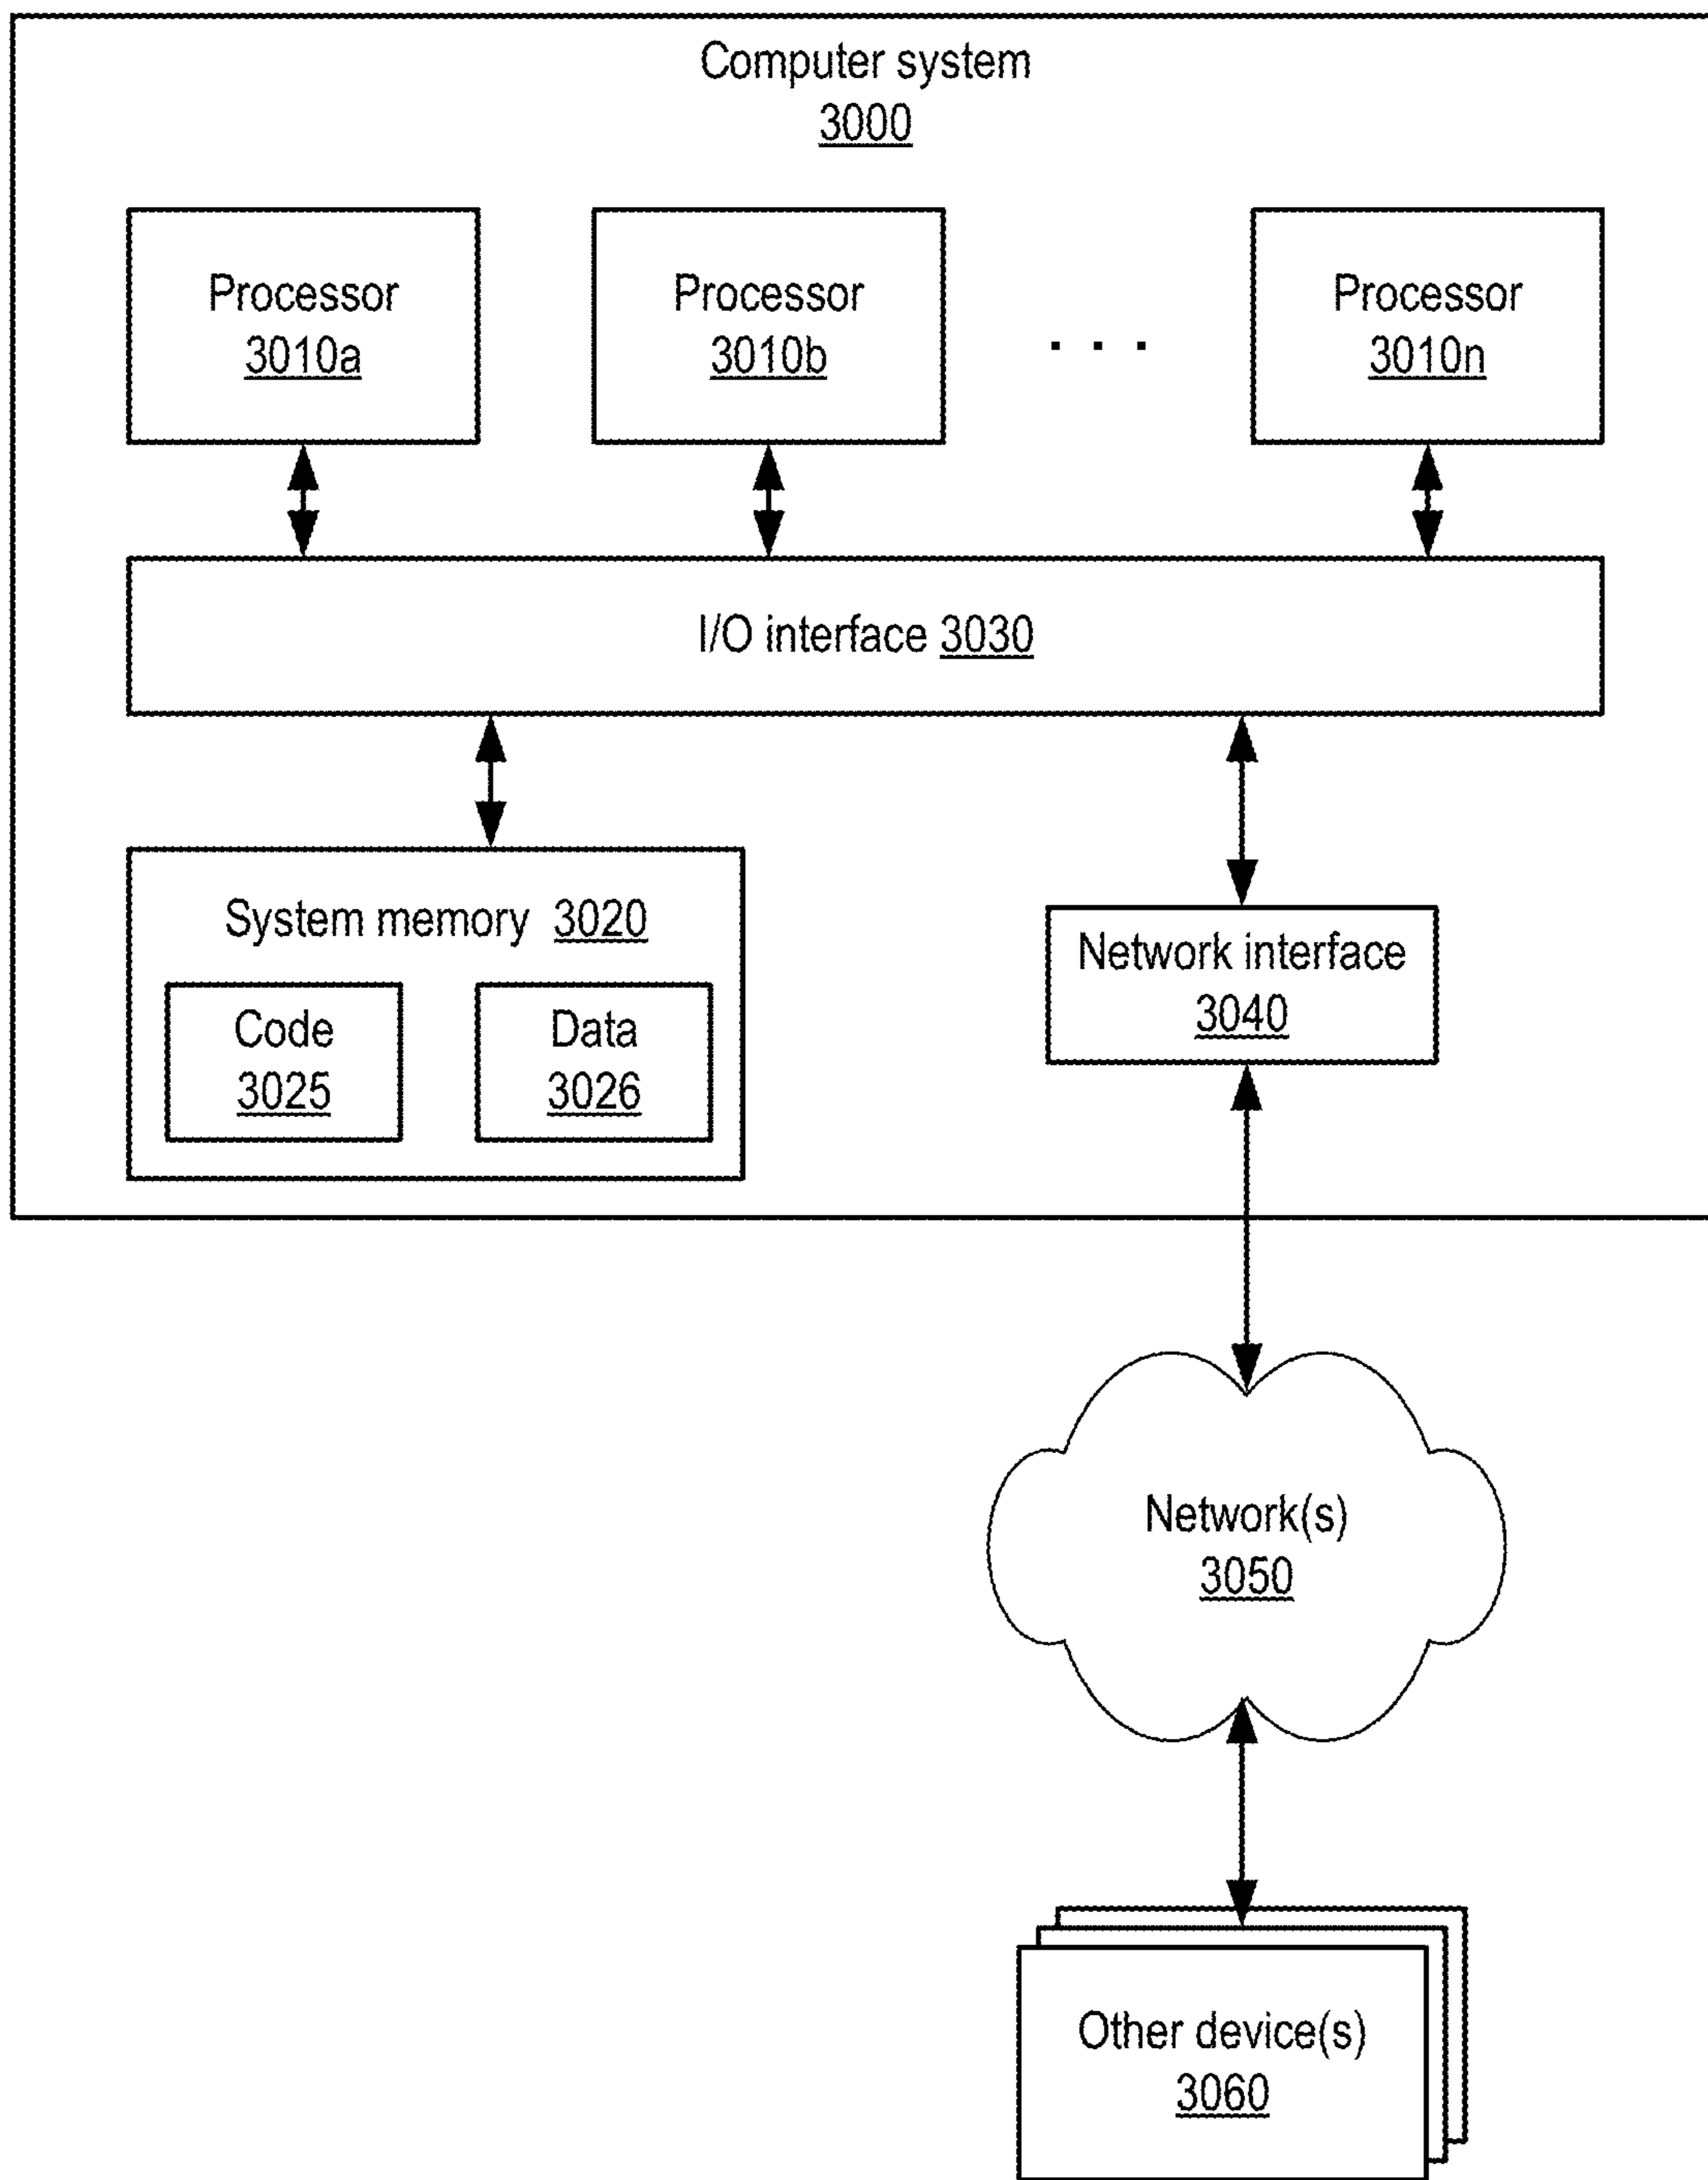 Computer system
3000
Processor
3010a
Processor
3010b
. . .
Processor
3010n
I/O interface 3030
System memory 3020
Code
3025
Data
3026
Network interface
3040
Network(s)
3050
Other device(s)
3060